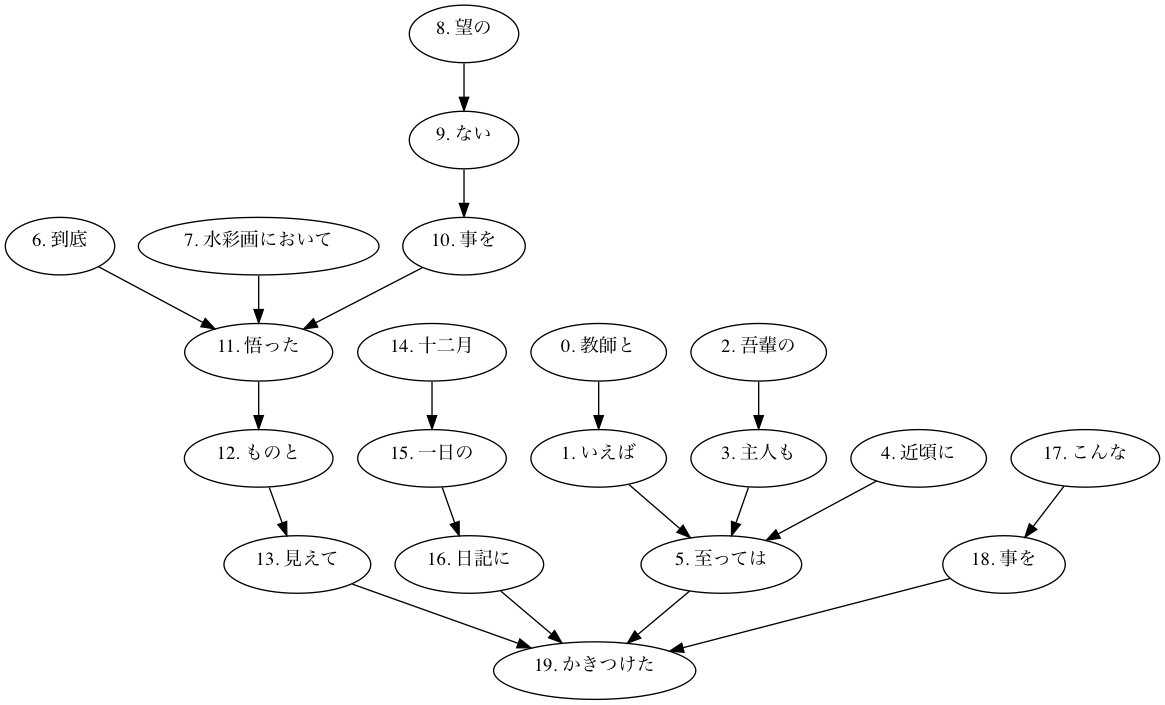 8. 望の
9. ない
6. 到底
7. 水彩画において
10. 事を
11. 悟った
14. 十二月
0. 教師と
2. 吾輩の
12. ものと
15. 一日の
1. いえば
3. 主人も
4. 近頃に
17. こんな
13. 見えて
16. 日記に
5. 至っては
18. 事を
19. かきつけた